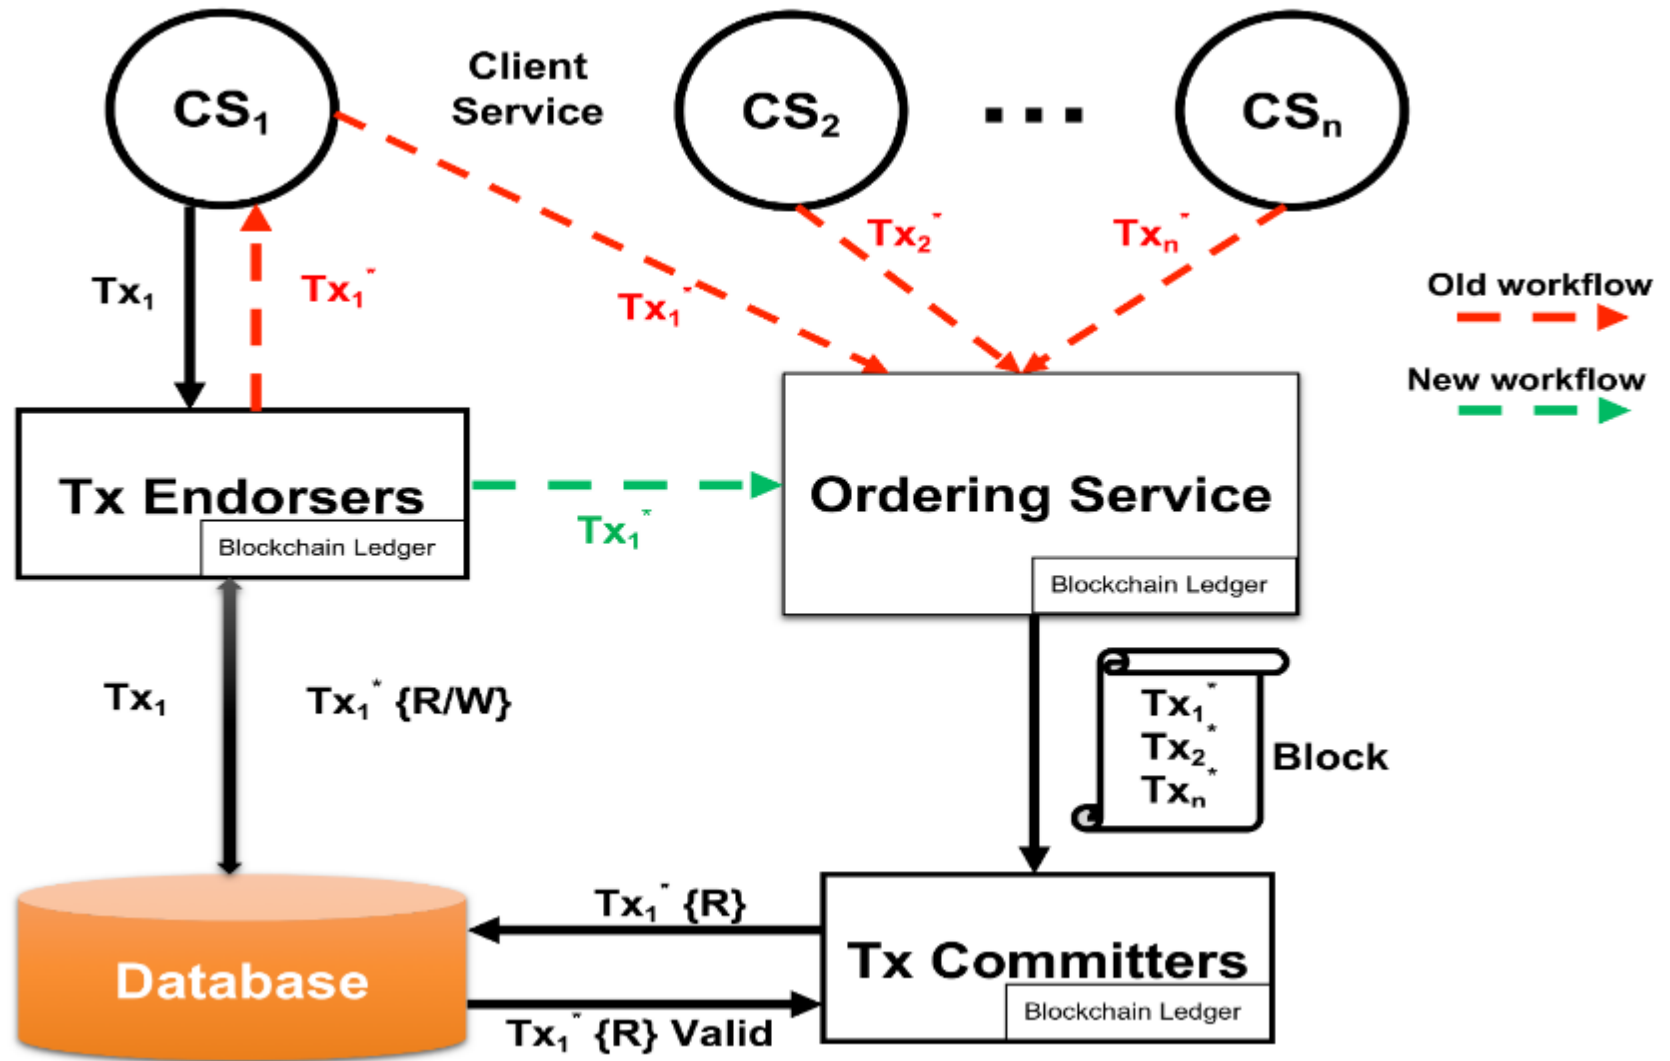 CS₁
Client
Service
CS₂
...
CSₙ
Tx₂*
Txₙ*
Tx₁
Tx₁*
Tx₁*
Old workflow
New workflow
Tx Endorsers
Blockchain Ledger
Tx₁*
Ordering Service
Blockchain Ledger
Tx₁
Tx₁* {R/W}
Tx₁*
Tx₂*
Txₙ*
Block
Tx₁* {R}
Database
Tx Committers
Blockchain Ledger
Tx₁* {R} Valid